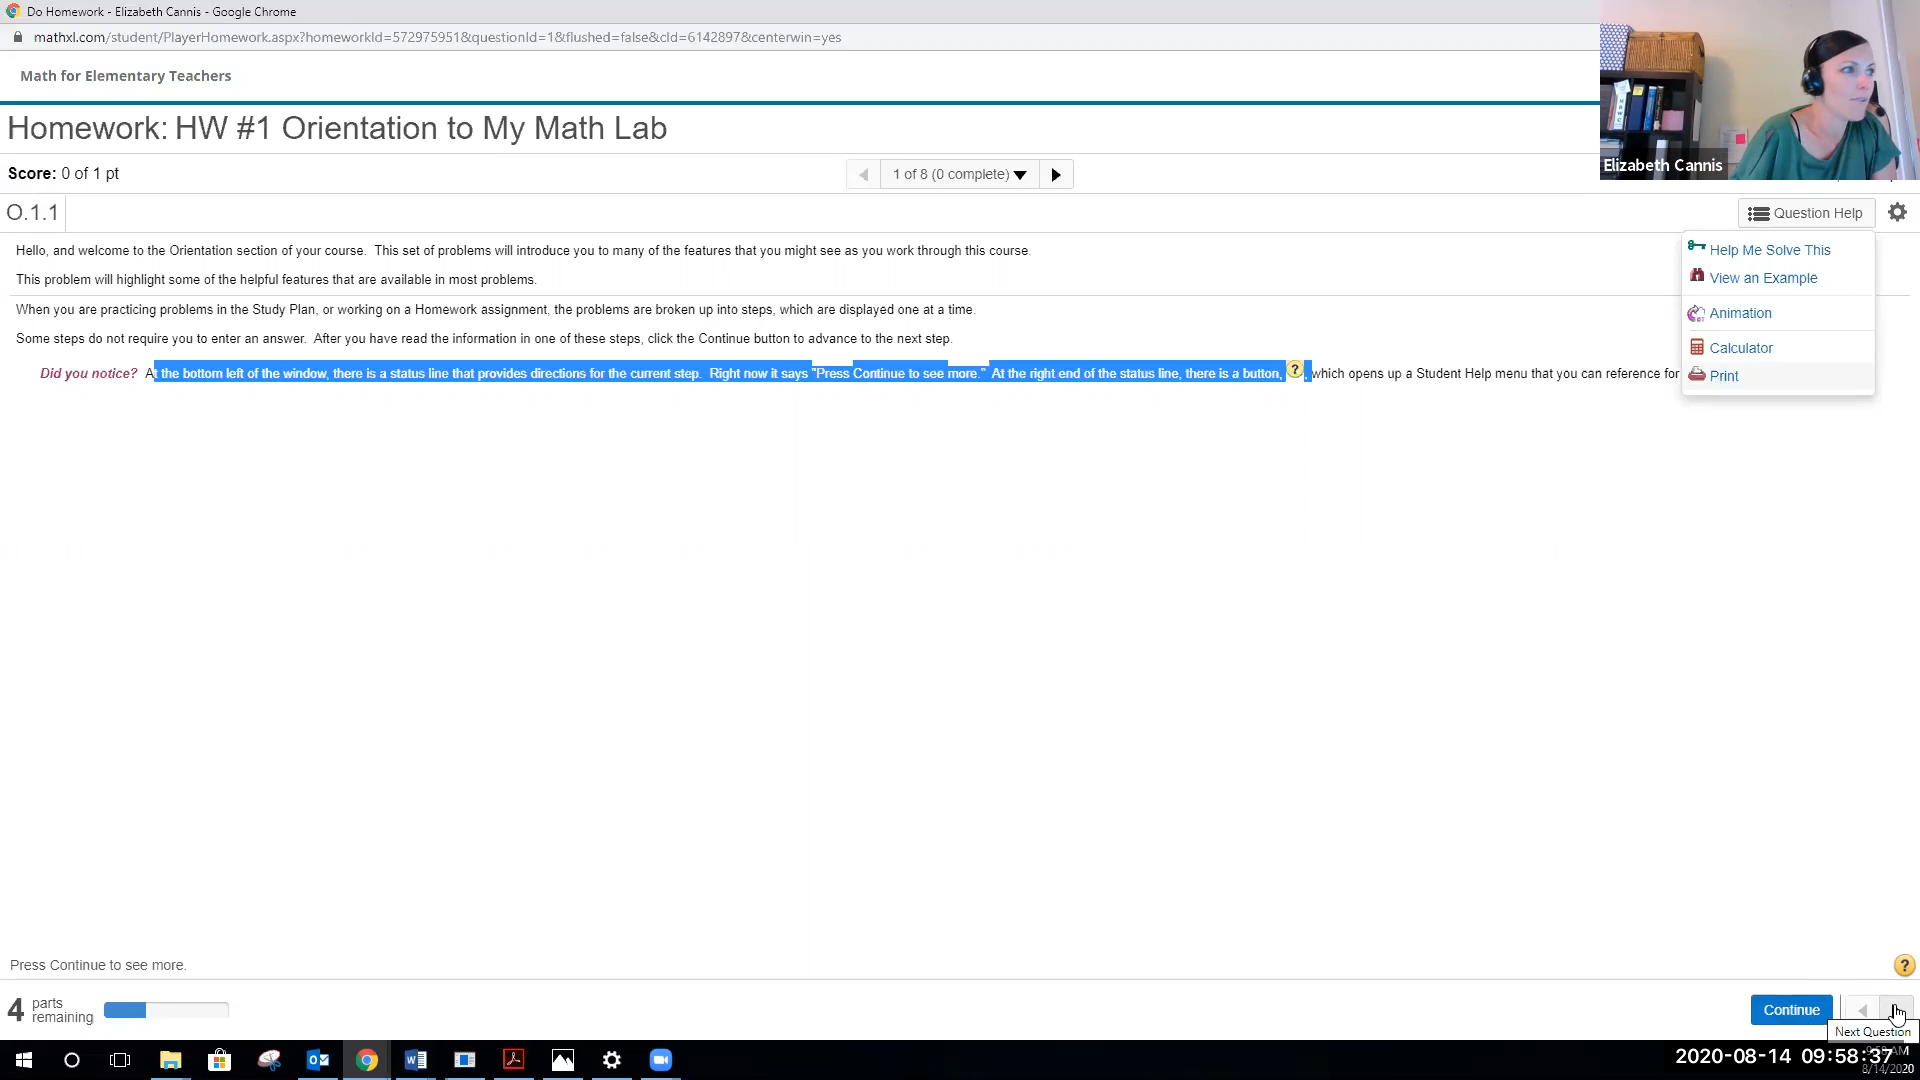 Do Homework - Elizabeth Cannis - Google Chrome
mathxl.com/student/PlayerHomework.aspx?homeworkId=572975951&questionId=1&flushed=false&cId=6142897&centerwin=yes
Math for Elementary Teachers
Homework: HW #1 Orientation to My Math Lab
Elizabeth Cannis
Score: 0 of 1 pt
1 of 8 (0 complete)
O.1.1
Question Help
Hello, and welcome to the Orientation section of your course. This set of problems will introduce you to many of the features that you might see as you work through this course.
Help Me Solve This
This problem will highlight some of the helpful features that are available in most problems.
View an Example
When you are practicing problems in the Study Plan, or working on a Homework assignment, the problems are broken up into steps, which are displayed one at a time.
Animation
Some steps do not require you to enter an answer. After you have read the information in one of these steps, click the Continue button to advance to the next step.
Calculator
Did you notice? At the bottom left of the window, there is a status line that provides directions for the current step. Right now it says "Press Continue to see more." At the right end of the status line, there is a button, ? , which opens up a Student Help menu that you can reference for
Print
Press Continue to see more.
?
4 parts remaining
Continue
Next Question
2020-08-14 09:58:37
8/14/2020